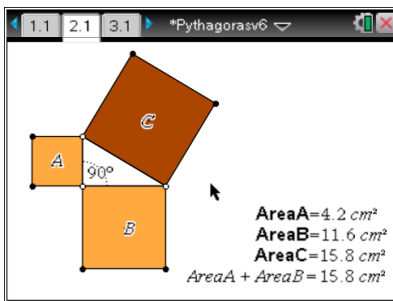 1.1 2.1 3.1 *Pythagorasv6
C
A
90°
B
AreaA=4.2 cm²
AreaB=11.6 cm²
AreaC=15.8 cm²
AreaA + AreaB=15.8 cm²